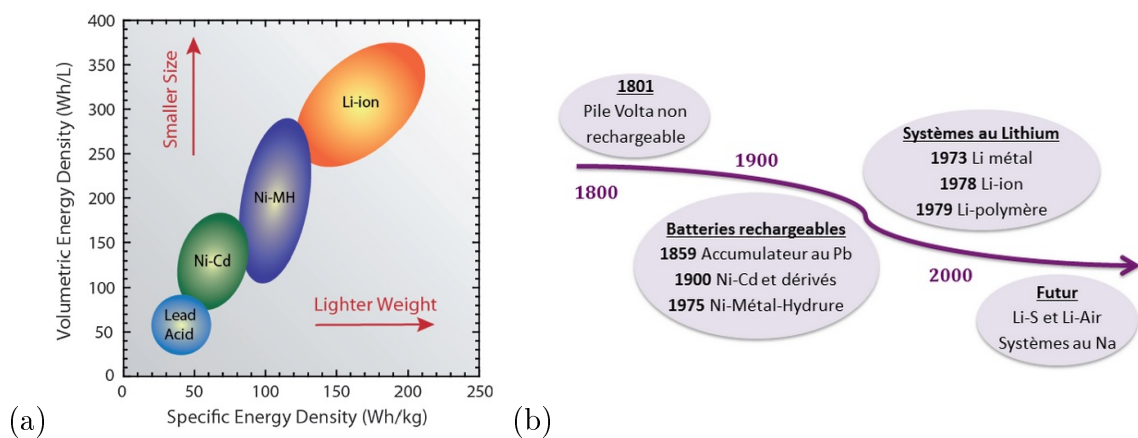 400
350
300
250
200
150
100
50
0
Volumetric Energy Density (Wh/L)
Smaller Size
Li-ion
Ni-MH
Ni-Cd
Lead
Acid
Lighter Weight
0 50 100 150 200 250
Specific Energy Density (Wh/kg)
(a)
1801
Pile Volta non
rechargeable
1800
1900
Systèmes au Lithium
1973 Li métal
1978 Li-ion
1979 Li-polymère
Batteries rechargeables
1859 Accumulateur au Pb
1900 Ni-Cd et dérivés
1975 Ni-Métal-Hydrure
2000
Futur
Li-S et Li-Air
Systèmes au Na
(b)